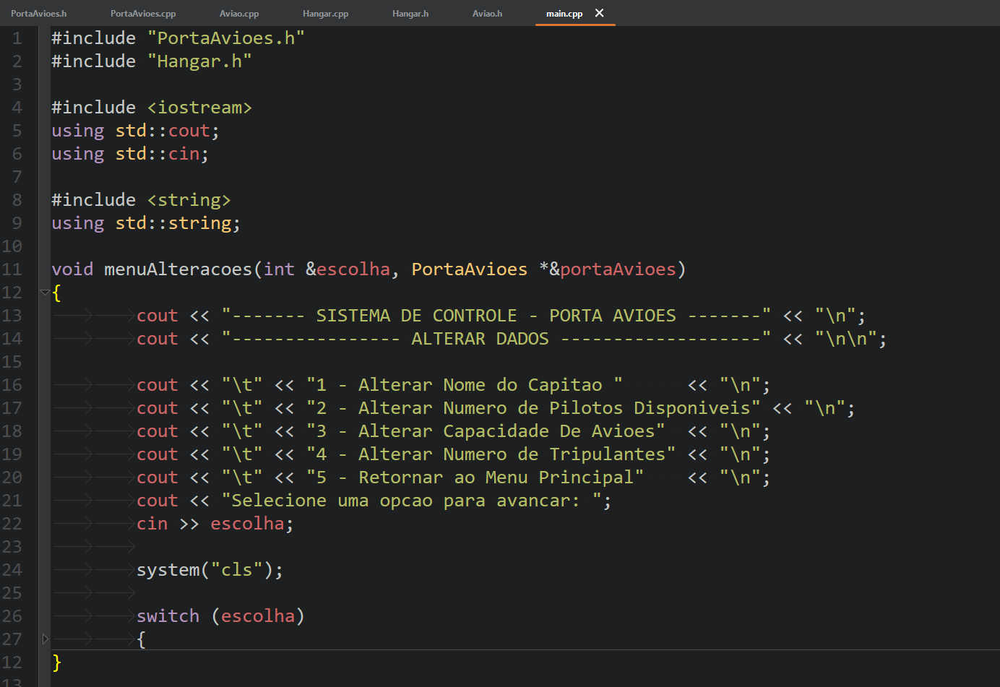 PortaAvioes.h PortaAvioes.cpp Aviao.cpp Hangar.cpp Hangar.h Aviao.h main.cpp ✕
1 #include "PortaAvioes.h"
2 #include "Hangar.h"
3
4 #include <iostream>
5 using std::cout;
6 using std::cin;
7
8 #include <string>
9 using std::string;
10
11 void menuAlteracoes(int &escolha, PortaAvioes *&portaAvioes)
12 {
13 cout << "------- SISTEMA DE CONTROLE - PORTA AVIOES -------" << "\n";
14 cout << "---------------- ALTERAR DADOS -------------------" << "\n\n";
15
16 cout << "\t" << "1 - Alterar Nome do Capitao " << "\n";
17 cout << "\t" << "2 - Alterar Numero de Pilotos Disponiveis" << "\n";
18 cout << "\t" << "3 - Alterar Capacidade De Avioes" << "\n";
19 cout << "\t" << "4 - Alterar Numero de Tripulantes" << "\n";
20 cout << "\t" << "5 - Retornar ao Menu Principal" << "\n";
21 cout << "Selecione uma opcao para avancar: ";
22 cin >> escolha;
23
24 system("cls");
25
26 switch (escolha)
27 {
12 }
13